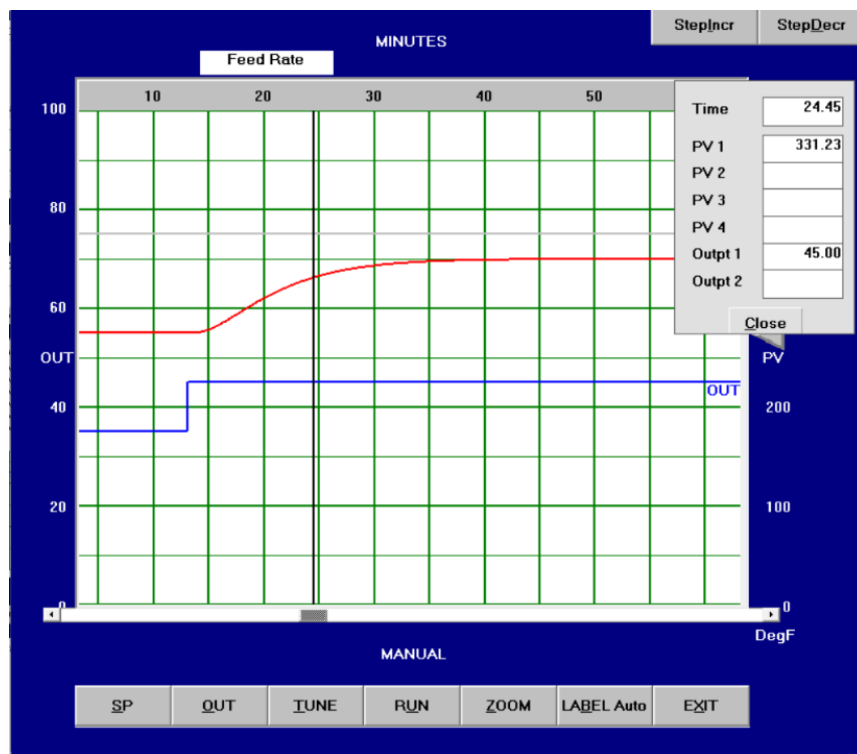 StepIncr StepDecr
MINUTES
Feed Rate
10 20 30 40 50
100
80
60
OUT
40
20
0
Time 24.45
PV 1 331.23
PV 2
PV 3
PV 4
Outpt 1 45.00
Outpt 2
Close
PV
OUT
200
100
0
DegF
MANUAL
SP OUT TUNE RUN ZOOM LABEL Auto EXIT